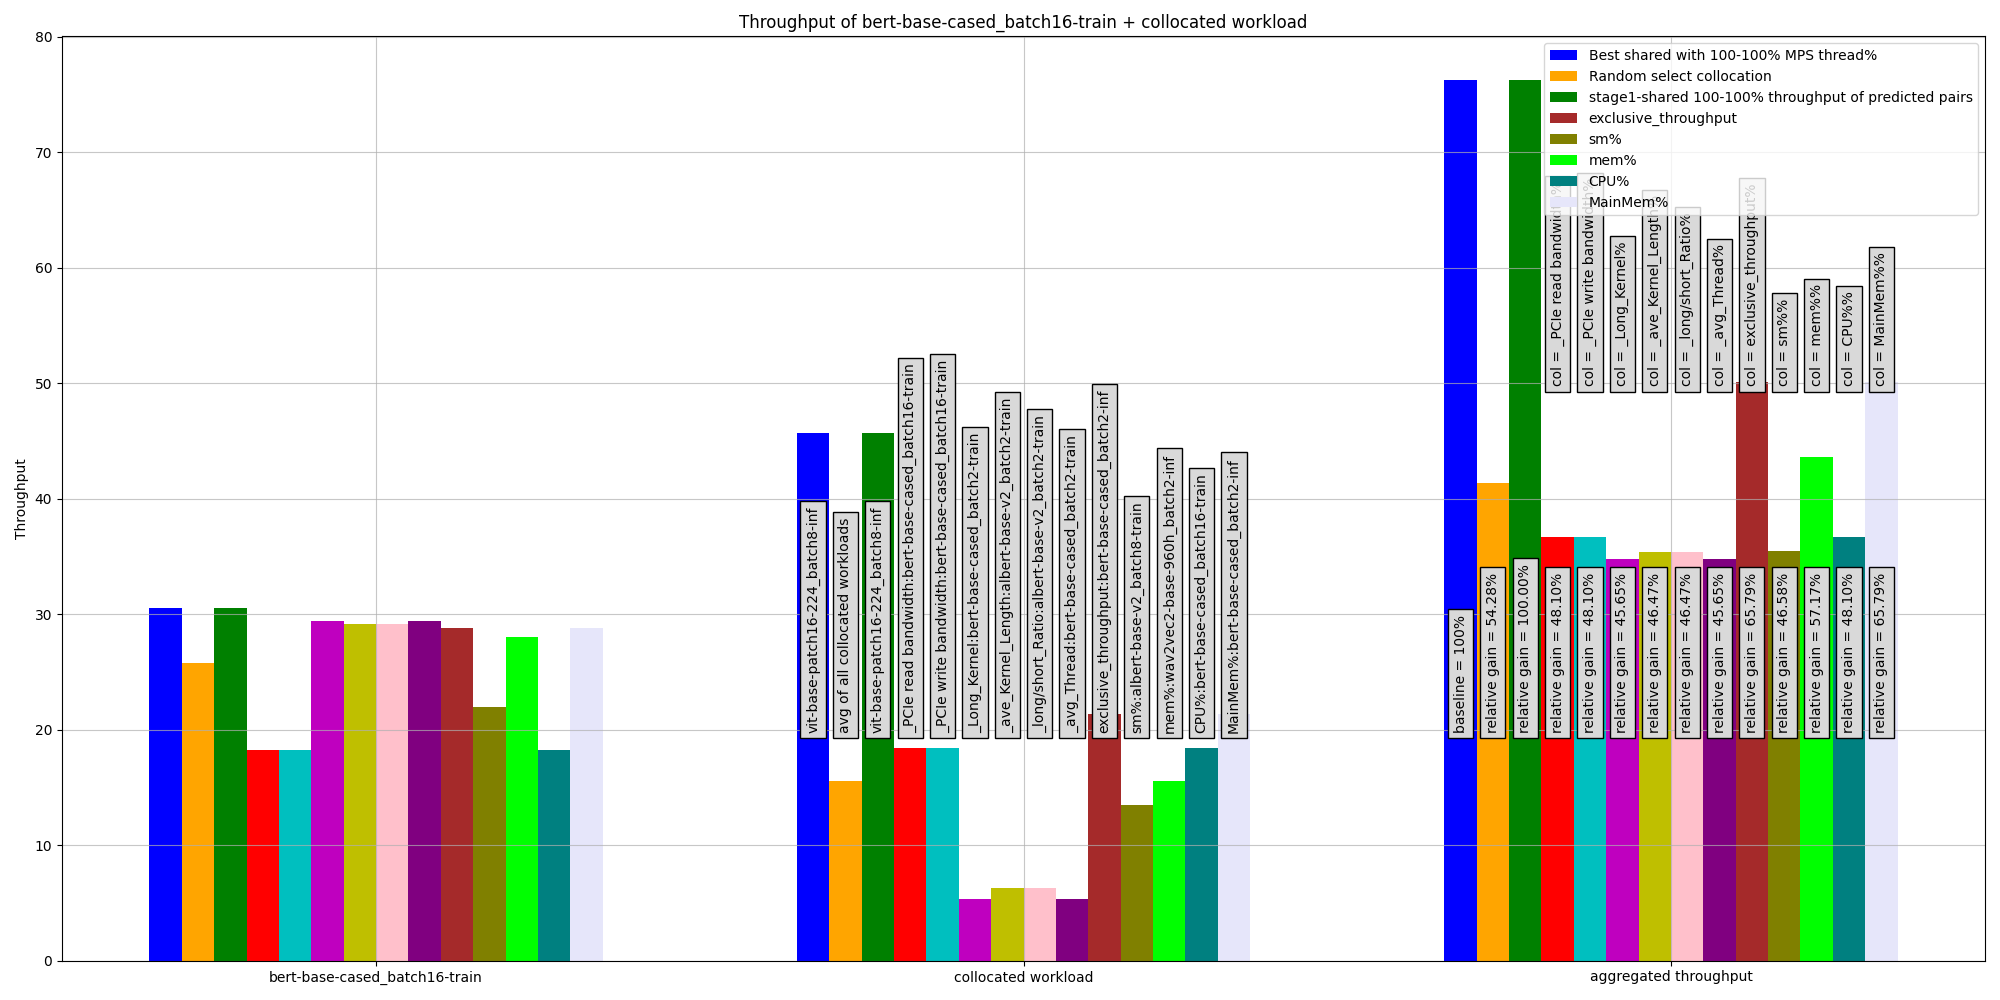 Throughput of bert-base-cased_batch16-train + collocated workload
Throughput
80
70
60
50
40
30
20
10
0
Best shared with 100-100% MPS thread%
Random select collocation
stage1-shared 100-100% throughput of predicted pairs
exclusive_throughput
sm%
mem%
CPU%
MainMem%
vit-base-patch16-224_batch8-inf
avg of all collocated workloads
vit-base-patch16-224_batch8-inf
_PCIe read bandwidth:bert-base-cased_batch16-train
_PCIe write bandwidth:bert-base-cased_batch16-train
_Long_Kernel:bert-base-cased_batch2-train
_ave_Kernel_Length:albert-base-v2_batch2-train
_long/short_Ratio:albert-base-v2_batch2-train
_avg_Thread:bert-base-cased_batch2-train
exclusive_throughput:bert-base-cased_batch2-inf
sm%:albert-base-v2_batch8-train
mem%:wav2vec2-base-960h_batch2-inf
CPU%:bert-base-cased_batch16-train
MainMem%:bert-base-cased_batch2-inf
col = _PCIe read bandwidth%
col = _PCIe write bandwidth%
col = _Long_Kernel%
col = _ave_Kernel_Length%
col = _long/short_Ratio%
col = _avg_Thread%
col = exclusive_throughput%
col = sm%%
col = mem%%
col = CPU%%
col = MainMem%%
baseline = 100%
relative gain = 54.28%
relative gain = 100.00%
relative gain = 48.10%
relative gain = 48.10%
relative gain = 45.65%
relative gain = 46.47%
relative gain = 46.47%
relative gain = 45.65%
relative gain = 65.79%
relative gain = 46.58%
relative gain = 57.17%
relative gain = 48.10%
relative gain = 65.79%
bert-base-cased_batch16-train
collocated workload
aggregated throughput